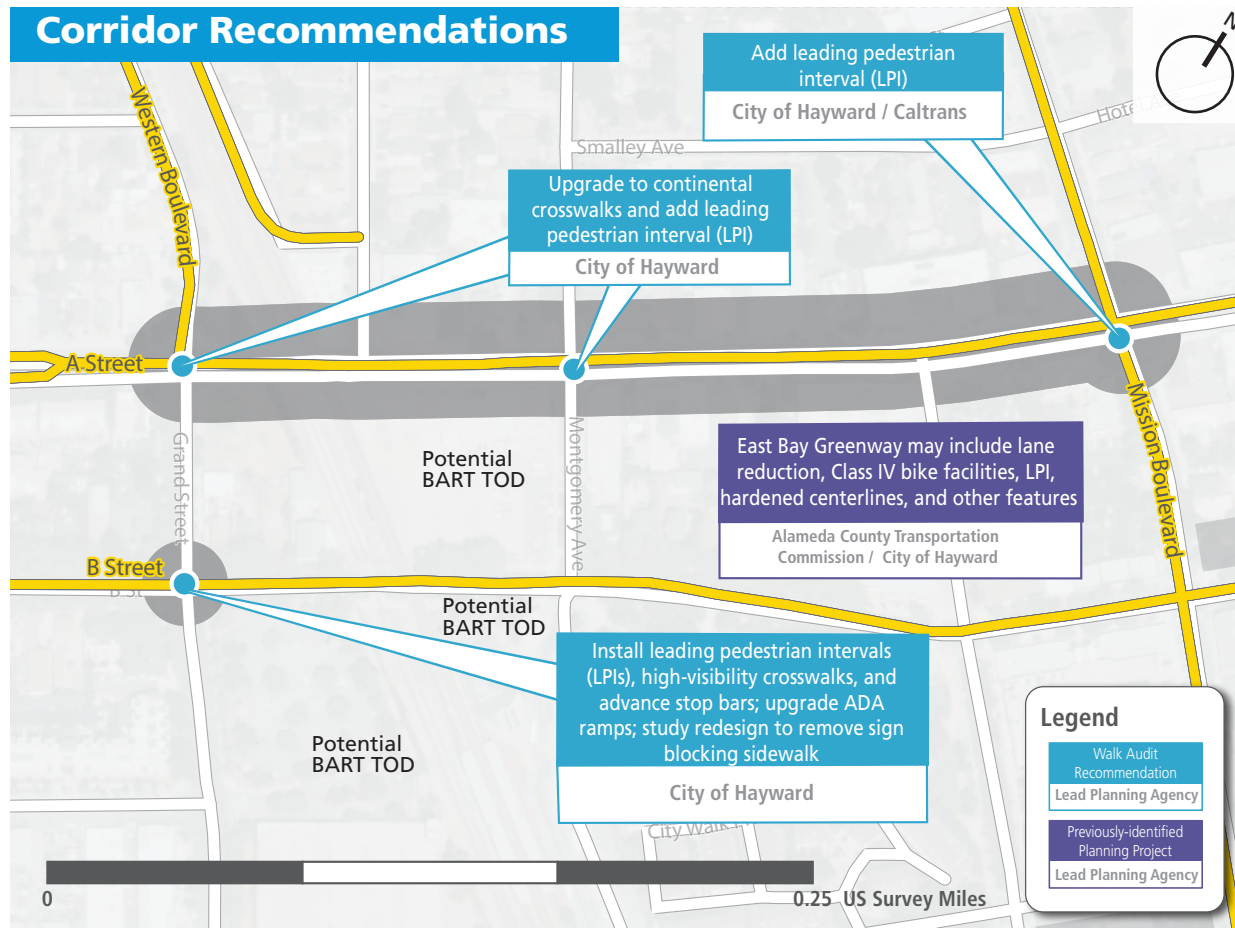 Corridor Recommendations
N
Add leading pedestrian
interval (LPI)
City of Hayward / Caltrans
Western Boulevard
Smalley Ave
Upgrade to continental
crosswalks and add leading
pedestrian interval (LPI)
City of Hayward
A Street
Grand Street
Potential
BART TOD
Montgomery Ave
East Bay Greenway may include lane
reduction, Class IV bike facilities, LPI,
hardened centerlines, and other features
Alameda County Transportation
Commission / City of Hayward
Mission Boulevard
B Street
B St
Potential
BART TOD
Install leading pedestrian intervals
(LPIs), high-visibility crosswalks, and
advance stop bars; upgrade ADA
ramps; study redesign to remove sign
blocking sidewalk
City of Hayward
Potential
BART TOD
City Walk
Legend
Walk Audit
Recommendation
Lead Planning Agency
Previously-identified
Planning Project
Lead Planning Agency
0
0.25 US Survey Miles
Hotel